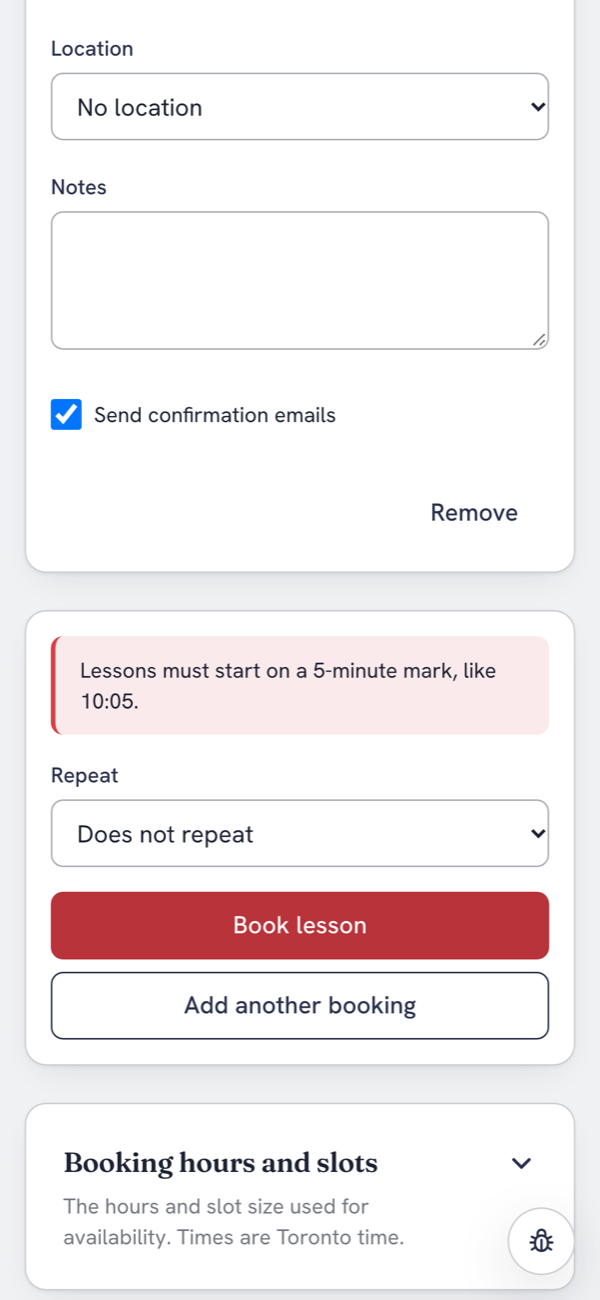 Location
No location
Notes
Send confirmation emails
Remove
Lessons must start on a 5-minute mark, like
10:05.
Repeat
Does not repeat
Book lesson
Add another booking
Booking hours and slots
The hours and slot size used for
availability. Times are Toronto time.